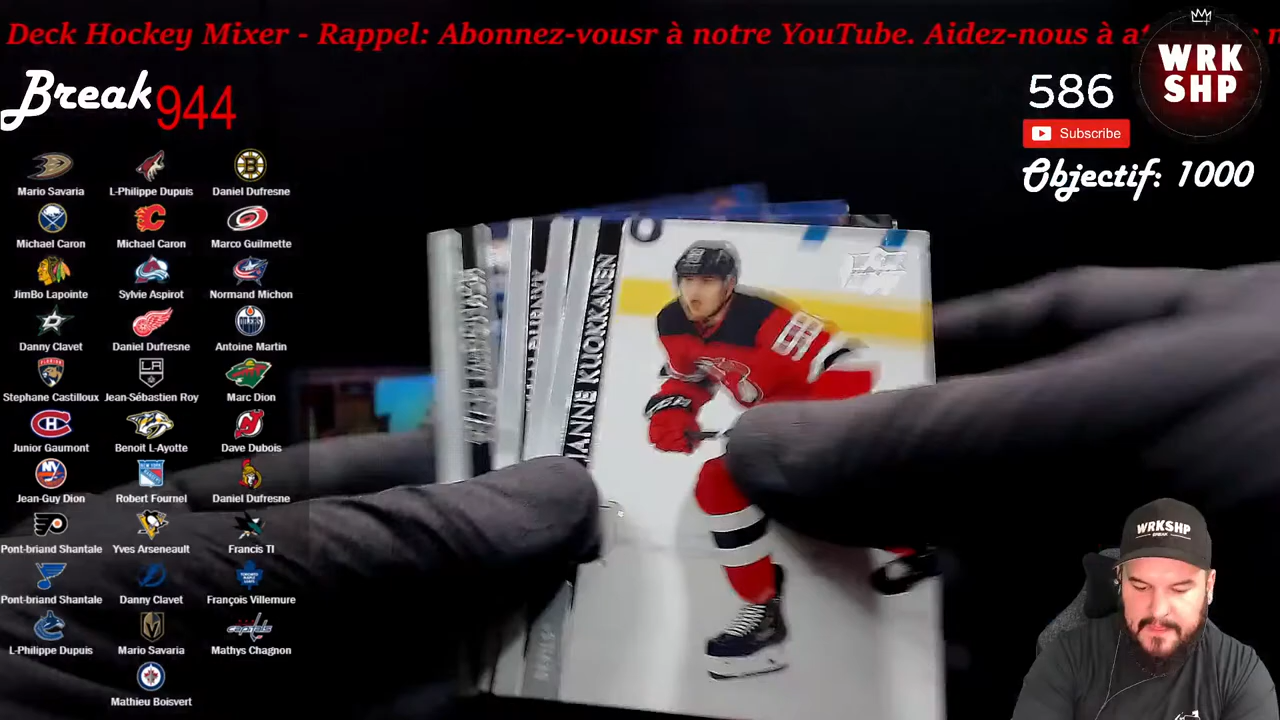 Deck Hockey Mixer - Rappel: Abonnez-vousr à notre YouTube. Aidez-nous à
Break 944
586
WRK
SHP
Subscribe
Objectif: 1000
Mario Savaria L-Philippe Dupuis Daniel Dufresne
Michael Caron Michael Caron Marco Guilmette
JimBo Lapointe Sylvie Aspirot Normand Michon
Danny Clavet Daniel Dufresne Antoine Martin
Stephane Castilloux Jean-Sébastien Roy Marc Dion
Junior Gaumont Benoit L-Ayotte Dave Dubois
Jean-Guy Dion Robert Fournel Daniel Dufresne
Pont-briand Shantale Yves Arseneault Francis TI
Pont-briand Shantale Danny Clavet François Villemure
L-Philippe Dupuis Mario Savaria Mathys Chagnon
Mathieu Boisvert
IANNE KUOKKANEN
WRKSHP